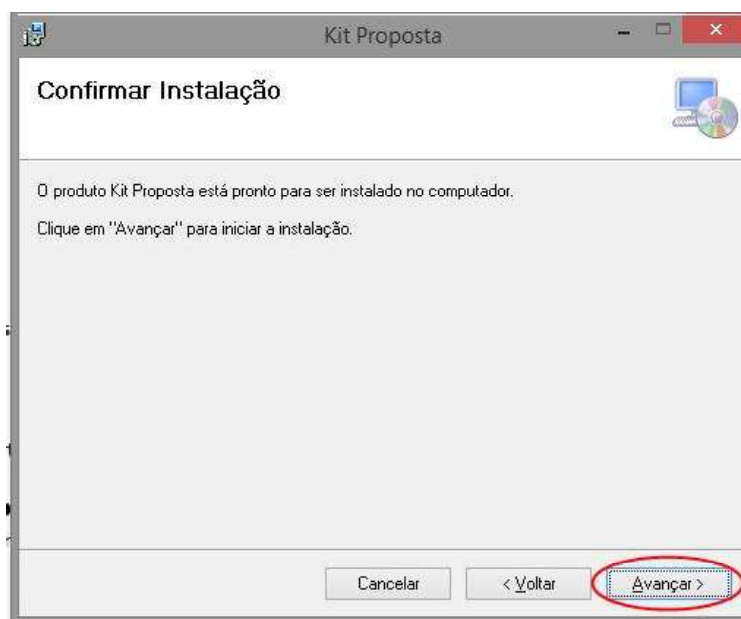 Kit Proposta
Confirmar Instalação
O produto Kit Proposta está pronto para ser instalado no computador.
Clique em "Avançar" para iniciar a instalação.
Cancelar
< Voltar
Avançar >